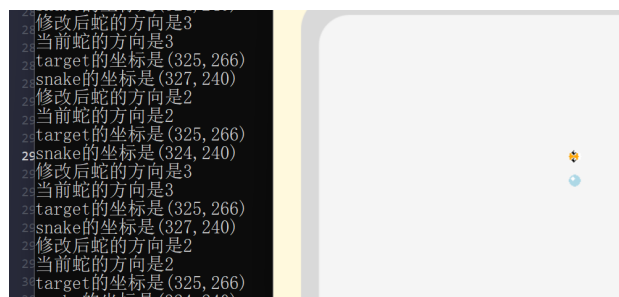 修改后蛇的方向是3
当前蛇的方向是3
target的坐标是(325,266)
snake的坐标是(327,240)
修改后蛇的方向是2
当前蛇的方向是2
target的坐标是(325,266)
29 snake的坐标是(324,240)
修改后蛇的方向是3
当前蛇的方向是3
target的坐标是(325,266)
snake的坐标是(327,240)
修改后蛇的方向是2
当前蛇的方向是2
target的坐标是(325,266)